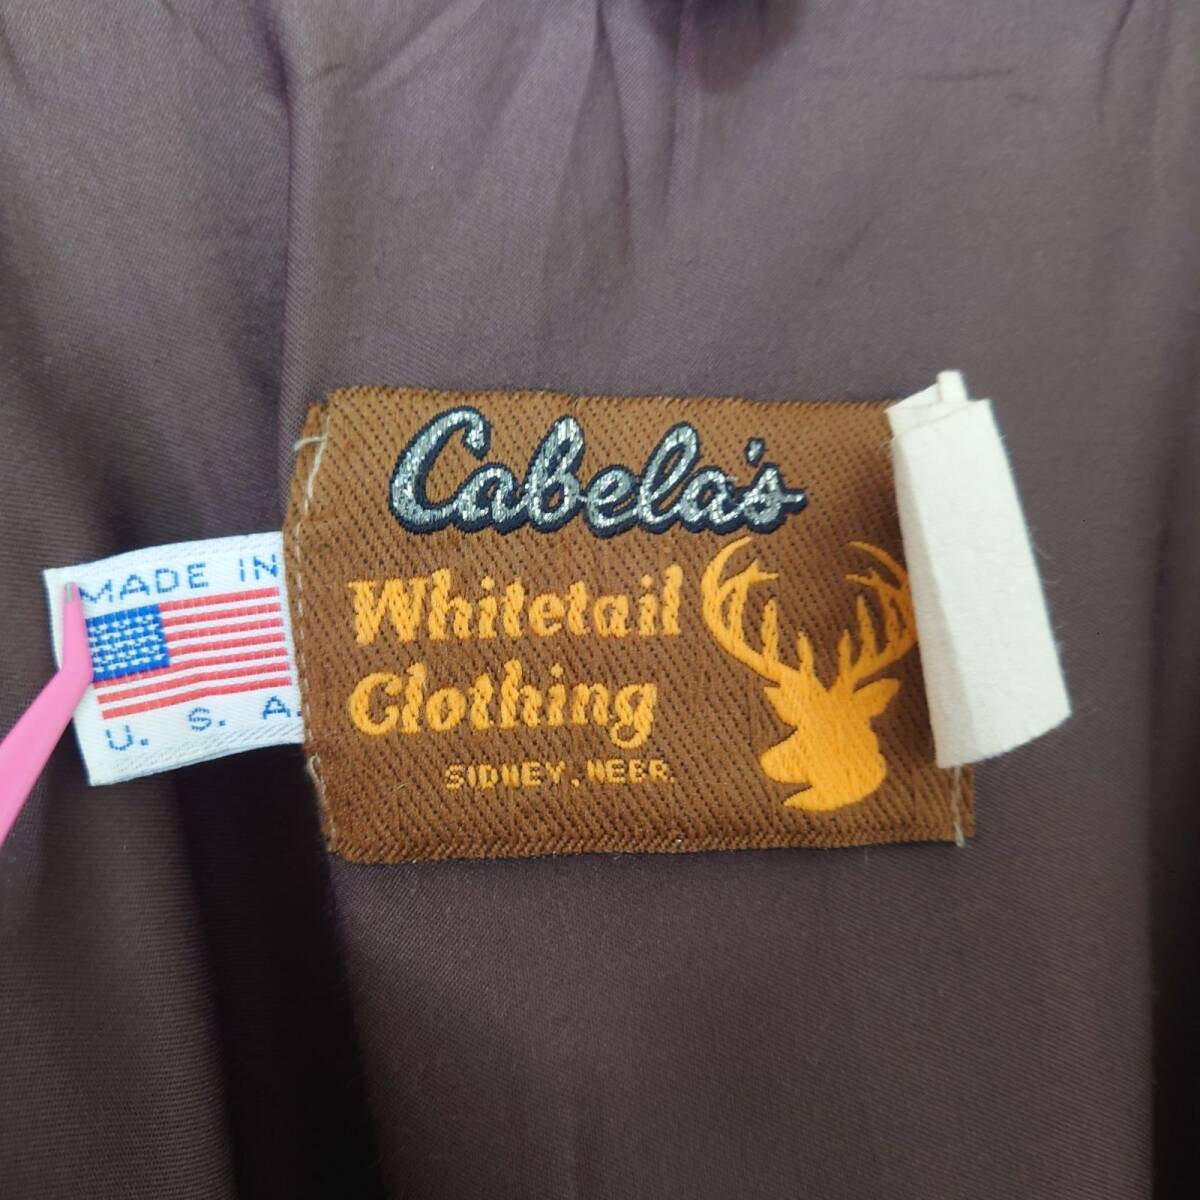 Cabela's
Whitetail
Clothing
SIDNEY, NEBR.
MADE IN
U. S. A.